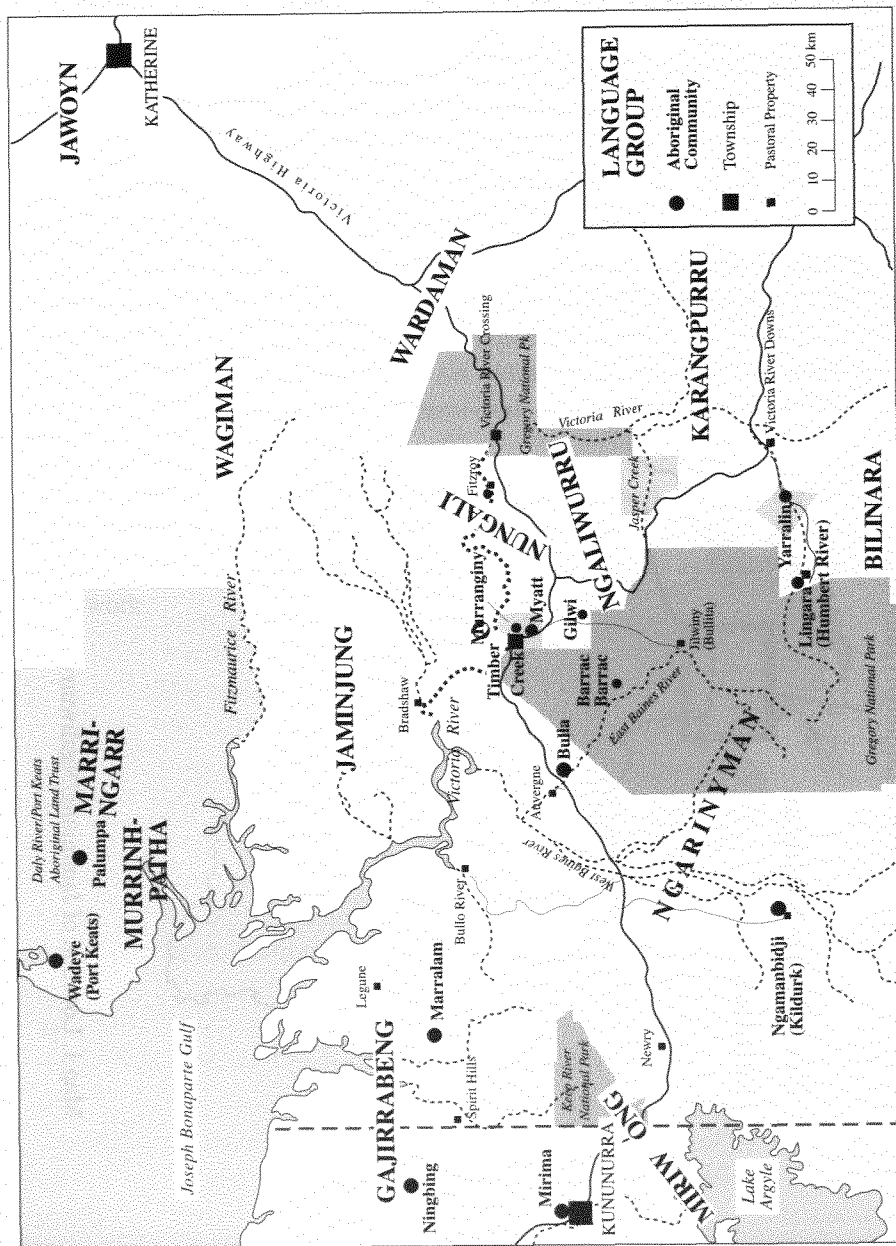 JAWOYN
KATHERINE
Victoria Highway
WARDAMAN
WAGIMAN
Fitzmaurice River
Daly River/Port Keats
Aboriginal Land Trust
MARRI-
NGARR
Palumpa
MURRINH-
PATHA
Wadeye
(Port Keats)
Joseph Bonaparte Gulf
JAMINJUNG
Bradshaw
Victoria River
Bullo River
Legune
Marralam
GAJIRRABENG
Spirit Hills
Ningbing
Keep River
National Park
Mirima
KUNUNURRA
MIRIWOONG
Newry
Lake
Argyle
Victoria River Crossing
Gregory National Pk.
Fitzroy
NUNGALI
Victoria River
NGALIWURRU
Jasper Creek
KARANGPURRU
Timber
Creek
Myatt
Gilwi
Barrac
Barrac
East Baines River
Bulla
Auvergne
West Baines River
NGARINYMAN
Ngamanbidji
(Kildurk)
Victoria River Downs
Yarralin
Lingara
(Humbert River)
BILINARA
Gregory National Park
LANGUAGE
GROUP
Aboriginal
Community
Township
Pastoral Property
0 10 20 30 40 50 km